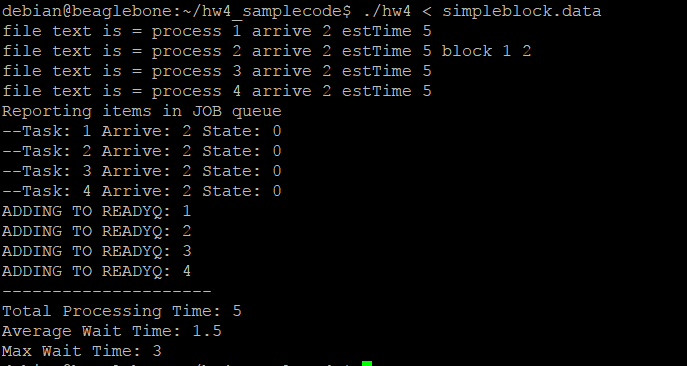 debian@beaglebone:~/hw4_samplecode$ ./hw4 < simpleblock.data
file text is = process 1 arrive 2 estTime 5
file text is = process 2 arrive 2 estTime 5 block 1 2
file text is = process 3 arrive 2 estTime 5
file text is = process 4 arrive 2 estTime 5
Reporting items in JOB queue
--Task: 1 Arrive: 2 State: 0
--Task: 2 Arrive: 2 State: 0
--Task: 3 Arrive: 2 State: 0
--Task: 4 Arrive: 2 State: 0
ADDING TO READYQ: 1
ADDING TO READYQ: 2
ADDING TO READYQ: 3
ADDING TO READYQ: 4
---------------------
Total Processing Time: 5
Average Wait Time: 1.5
Max Wait Time: 3